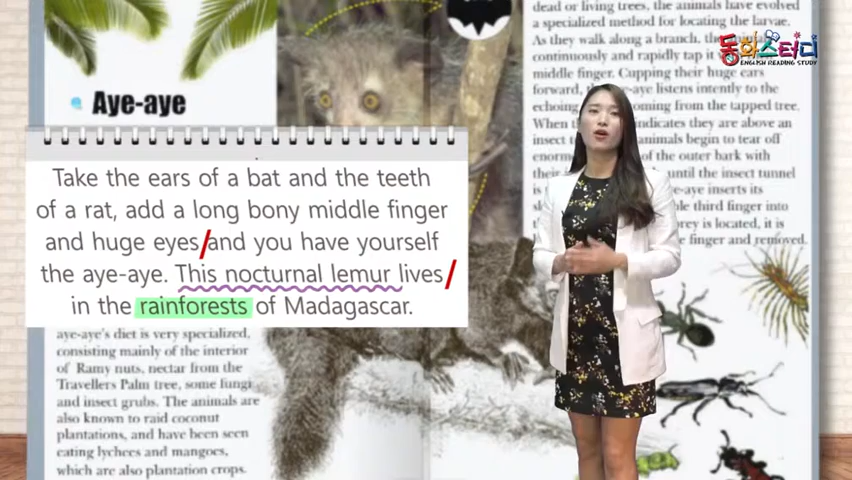 dead or living trees, the animals have evolved
a specialized method for locating the larvae.
As they walk along a branch, the
continuously and rapidly tap it
middle finger. Cupping their huge ears
forward, the aye-aye listens intently to the
echoing coming from the tapped tree.
When indicates they are above an
insect animals begin to tear off
enorm of the outer bark with
their until the insect tunnel
is aye-aye inserts its
third finger into
prey is located, it is
finger and removed.
동화스터디
ENGLISH READING STUDY
Aye-aye
Take the ears of a bat and the teeth
of a rat, add a long bony middle finger
and huge eyes/and you have yourself
the aye-aye. This nocturnal lemur lives/
in the rainforests of Madagascar.
aye-aye's diet is very specialized,
consisting mainly of the interior
of Ramy nuts, nectar from the
Travellers Palm tree, some fungi
and insect grubs. The animals are
also known to raid coconut
plantations, and have been seen
eating lychees and mangoes,
which are also plantation crops.